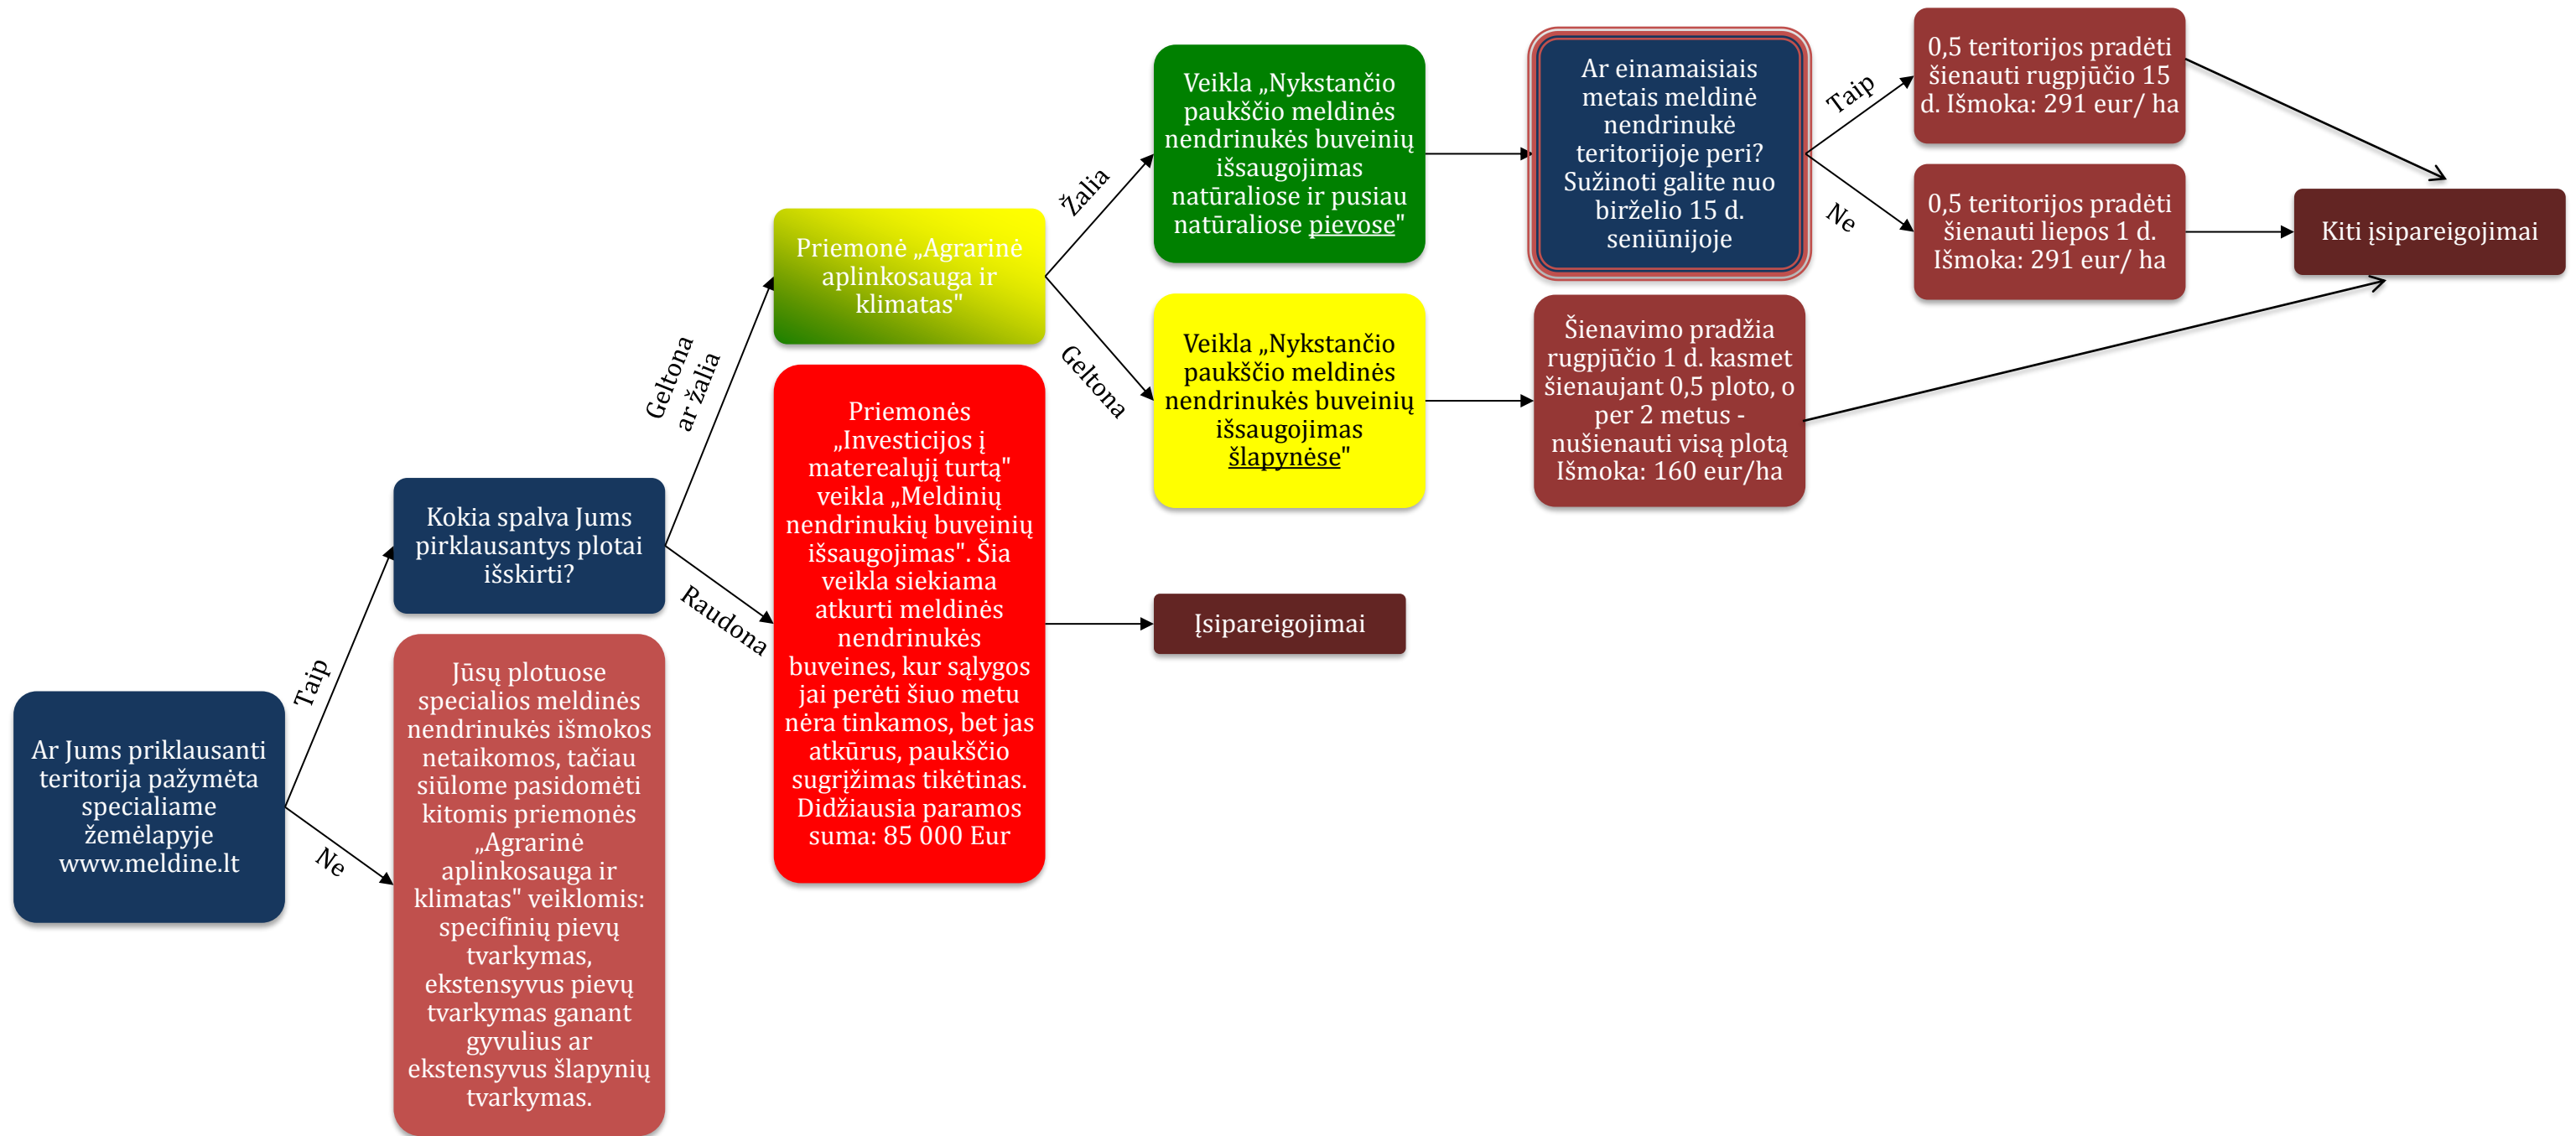 Ar Jums priklausanti
teritorija pažymėta
specialiame
žemėlapyje
www.meldine.lt
Taip
Ne
Kokia spalva Jums
pirklausantys plotai
išskirti?
Jūsų plotuose
specialios meldinės
nendrinukės išmokos
netaikomos, tačiau
siūlome pasidomėti
kitomis priemonės
„Agrarinė
aplinkosauga ir
klimatas" veiklomis:
specifinių pievų
tvarkymas,
ekstensyvus pievų
tvarkymas ganant
gyvulius ar
ekstensyvus šlapynių
tvarkymas.
Geltona
ar žalia
Raudona
Priemonė „Agrarinė
aplinkosauga ir
klimatas"
Priemonės
„Investicijos į
materealųjį turtą"
veikla „Meldinių
nendrinukių buveinių
išsaugojimas". Šia
veikla siekiama
atkurti meldinės
nendrinukės
buveines, kur sąlygos
jai perėti šiuo metu
nėra tinkamos, bet jas
atkūrus, paukščio
sugrįžimas tikėtinas.
Didžiausia paramos
suma: 85 000 Eur
Žalia
Geltona
Veikla „Nykstančio
paukščio meldinės
nendrinukės buveinių
išsaugojimas
natūraliose ir pusiau
natūraliose pievose"
Veikla „Nykstančio
paukščio meldinės
nendrinukės buveinių
išsaugojimas
šlapynėse"
Įsipareigojimai
Ar einamaisiais
metais meldinė
nendrinukė
teritorijoje peri?
Sužinoti galite nuo
birželio 15 d.
seniūnijoje
Šienavimo pradžia
rugpjūčio 1 d. kasmet
šienaujant 0,5 ploto, o
per 2 metus -
nušienauti visą plotą
Išmoka: 160 eur/ha
Taip
Ne
0,5 teritorijos pradėti
šienauti rugpjūčio 15
d. Išmoka: 291 eur/ ha
0,5 teritorijos pradėti
šienauti liepos 1 d.
Išmoka: 291 eur/ ha
Kiti įsipareigojimai